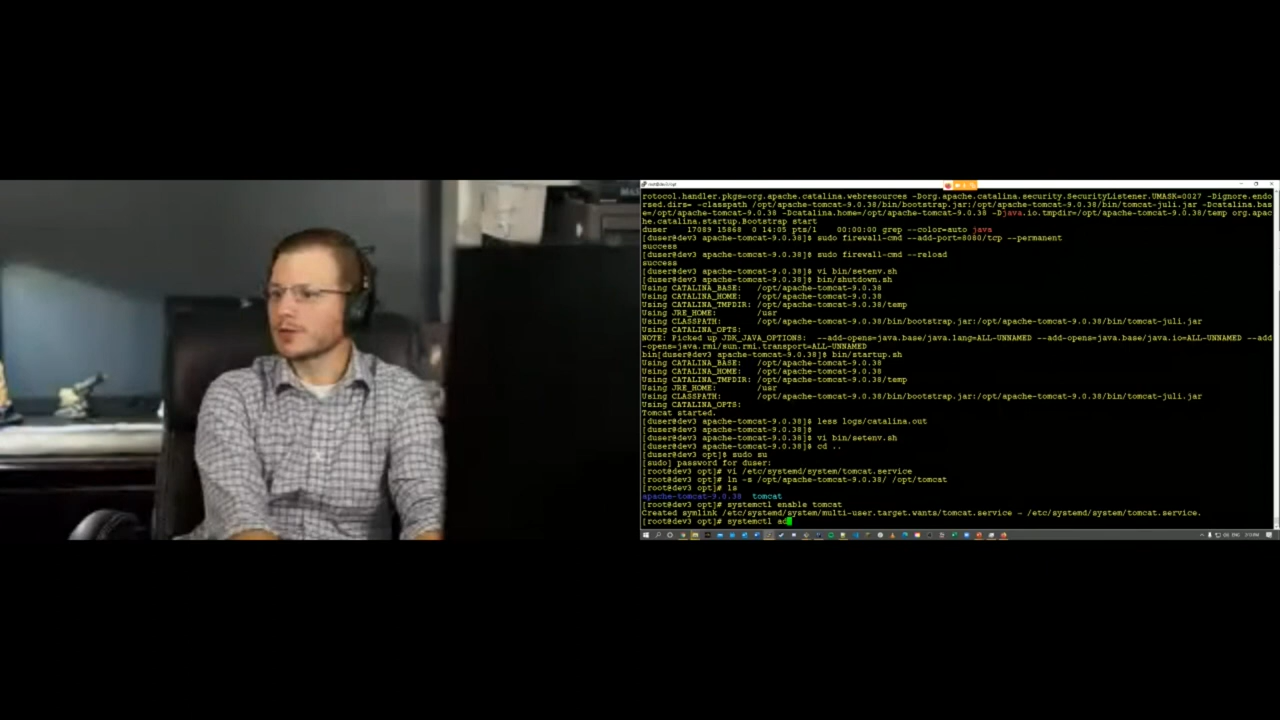 rotocol.handler.pkgs=org.apache.catalina.webresources -Dorg.apache.catalina.security.SecurityListener.UMASK=0027 -Dignore.endo
rsed.dirs= -classpath /opt/apache-tomcat-9.0.38/bin/bootstrap.jar:/opt/apache-tomcat-9.0.38/bin/tomcat-juli.jar -Dcatalina.bas
e=/opt/apache-tomcat-9.0.38 -Dcatalina.home=/opt/apache-tomcat-9.0.38 -Djava.io.tmpdir=/opt/apache-tomcat-9.0.38/temp org.apac
he.catalina.startup.Bootstrap start
duser 17089 15868 0 14:05 pts/1 00:00:00 grep --color=auto java
[duser@dev3 apache-tomcat-9.0.38]$ sudo firewall-cmd --add-port=8080/tcp --permanent
success
[duser@dev3 apache-tomcat-9.0.38]$ sudo firewall-cmd --reload
success
[duser@dev3 apache-tomcat-9.0.38]$ vi bin/setenv.sh
[duser@dev3 apache-tomcat-9.0.38]$ bin/shutdown.sh
Using CATALINA_BASE: /opt/apache-tomcat-9.0.38
Using CATALINA_HOME: /opt/apache-tomcat-9.0.38
Using CATALINA_TMPDIR: /opt/apache-tomcat-9.0.38/temp
Using JRE_HOME: /usr
Using CLASSPATH: /opt/apache-tomcat-9.0.38/bin/bootstrap.jar:/opt/apache-tomcat-9.0.38/bin/tomcat-juli.jar
Using CATALINA_OPTS:
NOTE: Picked up JDK_JAVA_OPTIONS: --add-opens=java.base/java.lang=ALL-UNNAMED --add-opens=java.base/java.io=ALL-UNNAMED --add
-opens=java.rmi/sun.rmi.transport=ALL-UNNAMED
bin[duser@dev3 apache-tomcat-9.0.38]$ bin/startup.sh
Using CATALINA_BASE: /opt/apache-tomcat-9.0.38
Using CATALINA_HOME: /opt/apache-tomcat-9.0.38
Using CATALINA_TMPDIR: /opt/apache-tomcat-9.0.38/temp
Using JRE_HOME: /usr
Using CLASSPATH: /opt/apache-tomcat-9.0.38/bin/bootstrap.jar:/opt/apache-tomcat-9.0.38/bin/tomcat-juli.jar
Using CATALINA_OPTS:
Tomcat started.
[duser@dev3 apache-tomcat-9.0.38]$ less logs/catalina.out
[duser@dev3 apache-tomcat-9.0.38]$
[duser@dev3 apache-tomcat-9.0.38]$ vi bin/setenv.sh
[duser@dev3 apache-tomcat-9.0.38]$ cd ..
[duser@dev3 opt]$ sudo su
[sudo] password for duser:
[root@dev3 opt]# vi /etc/systemd/system/tomcat.service
[root@dev3 opt]# ln -s /opt/apache-tomcat-9.0.38/ /opt/tomcat
[root@dev3 opt]# ls
apache-tomcat-9.0.38 tomcat
[root@dev3 opt]# systemctl enable tomcat
Created symlink /etc/systemd/system/multi-user.target.wants/tomcat.service → /etc/systemd/system/tomcat.service.
[root@dev3 opt]# systemctl ad